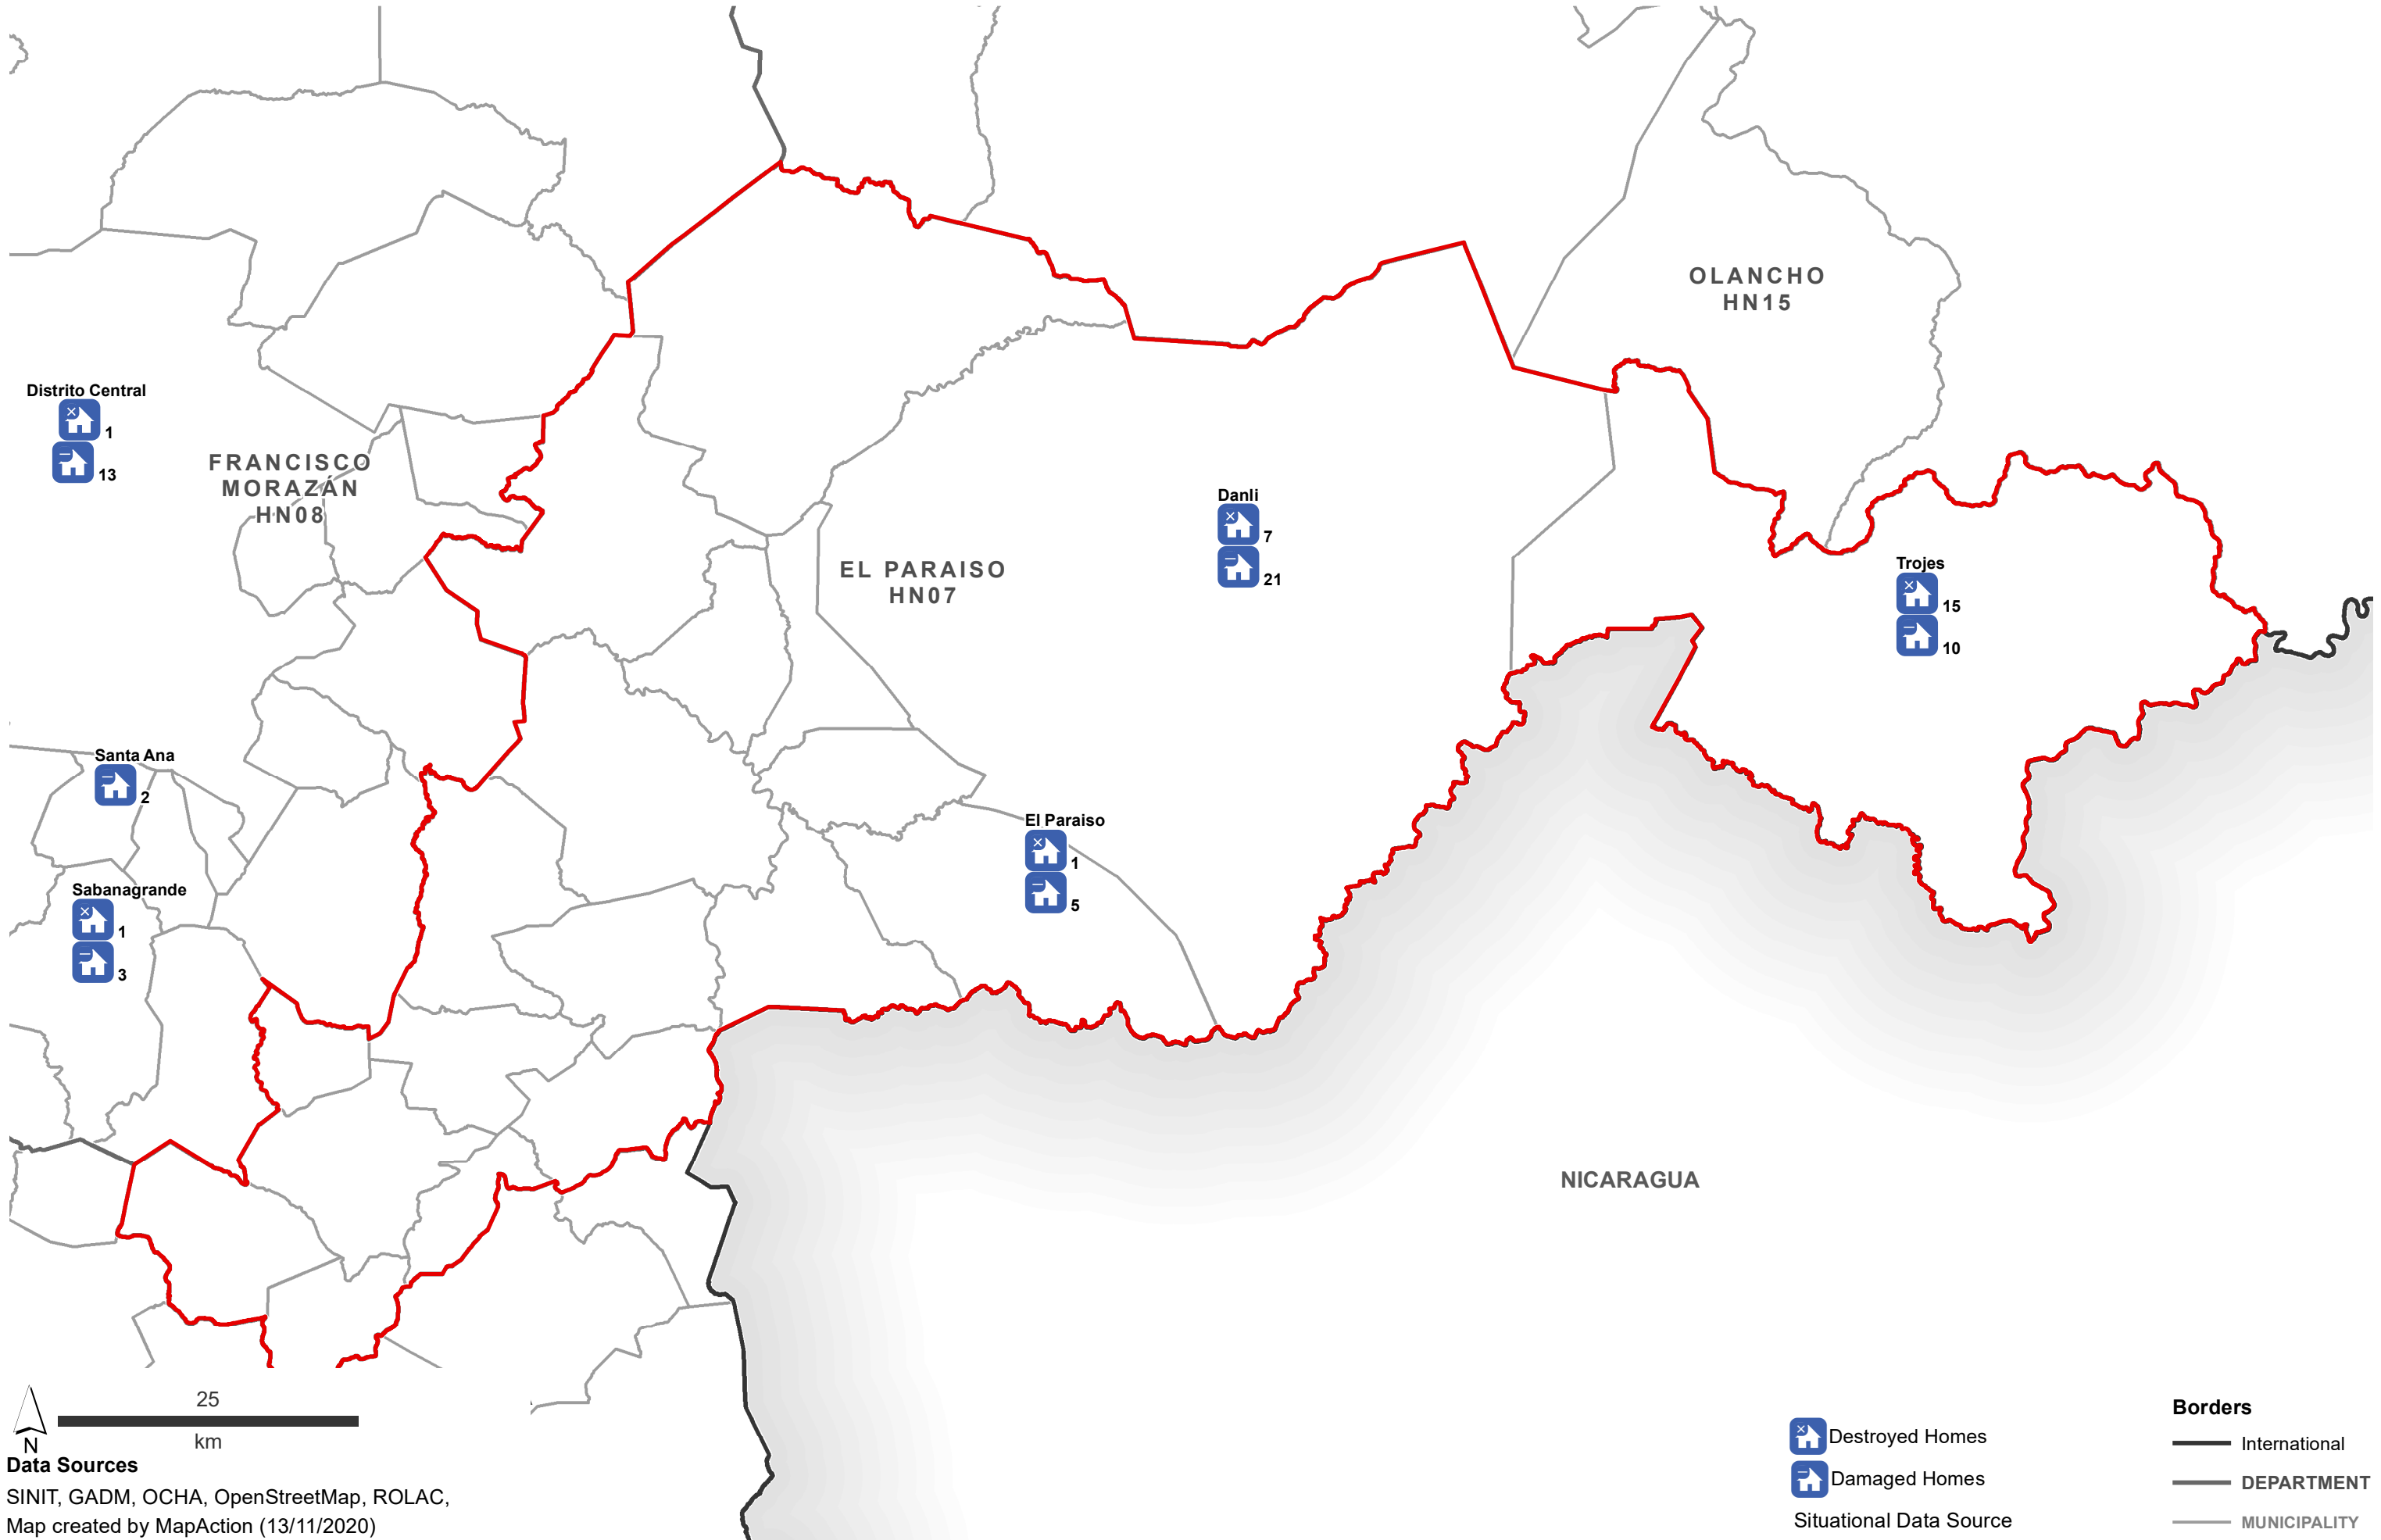 OLANCHO
HN15
Distrito Central
1
13
FRANCISCO
MORAZÁN
HN08
Danli
7
21
EL PARAISO
HN07
Trojes
15
10
Santa Ana
2
El Paraiso
1
5
Sabanagrande
1
3
NICARAGUA
25
km
N
Data Sources
SINIT, GADM, OCHA, OpenStreetMap, ROLAC,
Map created by MapAction (13/11/2020)
Destroyed Homes
Damaged Homes
Situational Data Source
Borders
International
DEPARTMENT
MUNICIPALITY